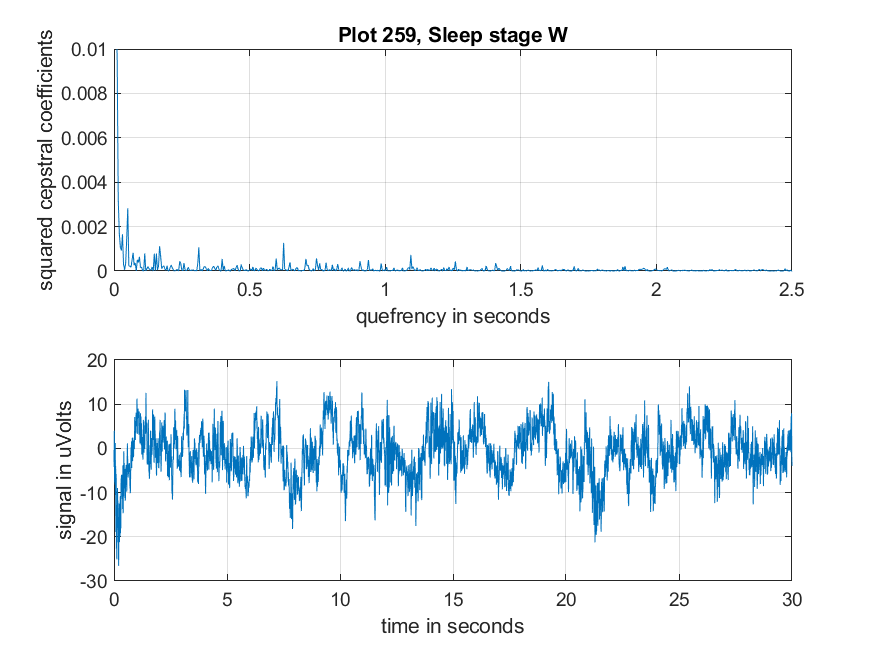 Plot 259, Sleep stage W
squared cepstral coefficients
0.01
0.008
0.006
0.004
0.002
0
0 0.5 1 1.5 2 2.5
quefrency in seconds
signal in uVolts
20
10
0
-10
-20
-30
0 5 10 15 20 25 30
time in seconds